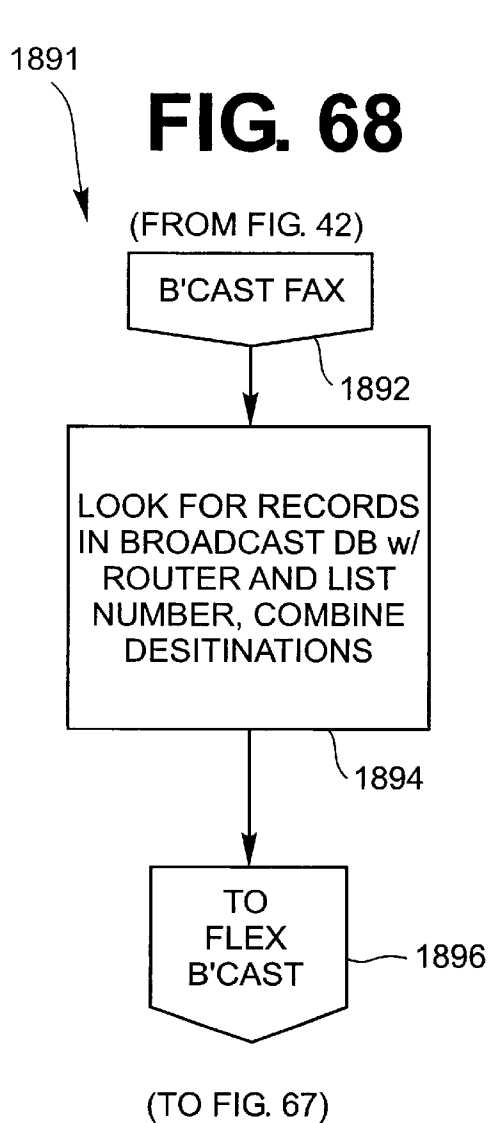 1891
FIG. 68
(FROM FIG. 42)
B'CAST FAX
1892
LOOK FOR RECORDS
IN BROADCAST DB w/
ROUTER AND LIST
NUMBER, COMBINE
DESITINATIONS
1894
TO
FLEX
B'CAST
1896
(TO FIG. 67)